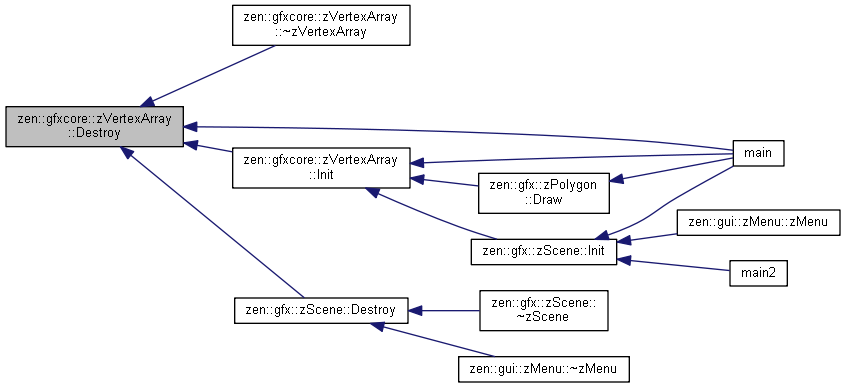 zen::gfxcore::zVertexArray
::~zVertexArray
zen::gfxcore::zVertexArray
::Destroy
main
zen::gfxcore::zVertexArray
::Init
zen::gfx::zPolygon
::Draw
zen::gui::zMenu::zMenu
zen::gfx::zScene::Init
main2
zen::gfx::zScene::Destroy
zen::gfx::zScene::
~zScene
zen::gui::zMenu::~zMenu